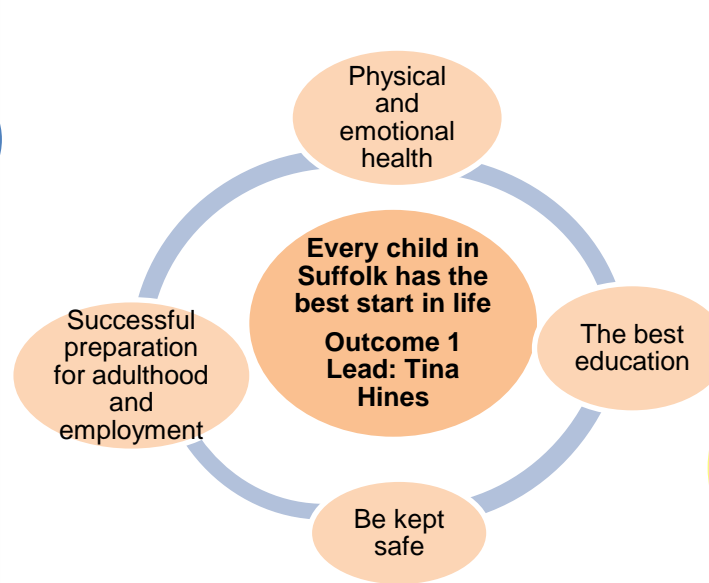 Physical
and
emotional
health
Every child in
Suffolk has the
best start in life
Outcome 1
Lead: Tina
Hines
The best
education
Be kept
safe
Successful
preparation
for adulthood
and
employment